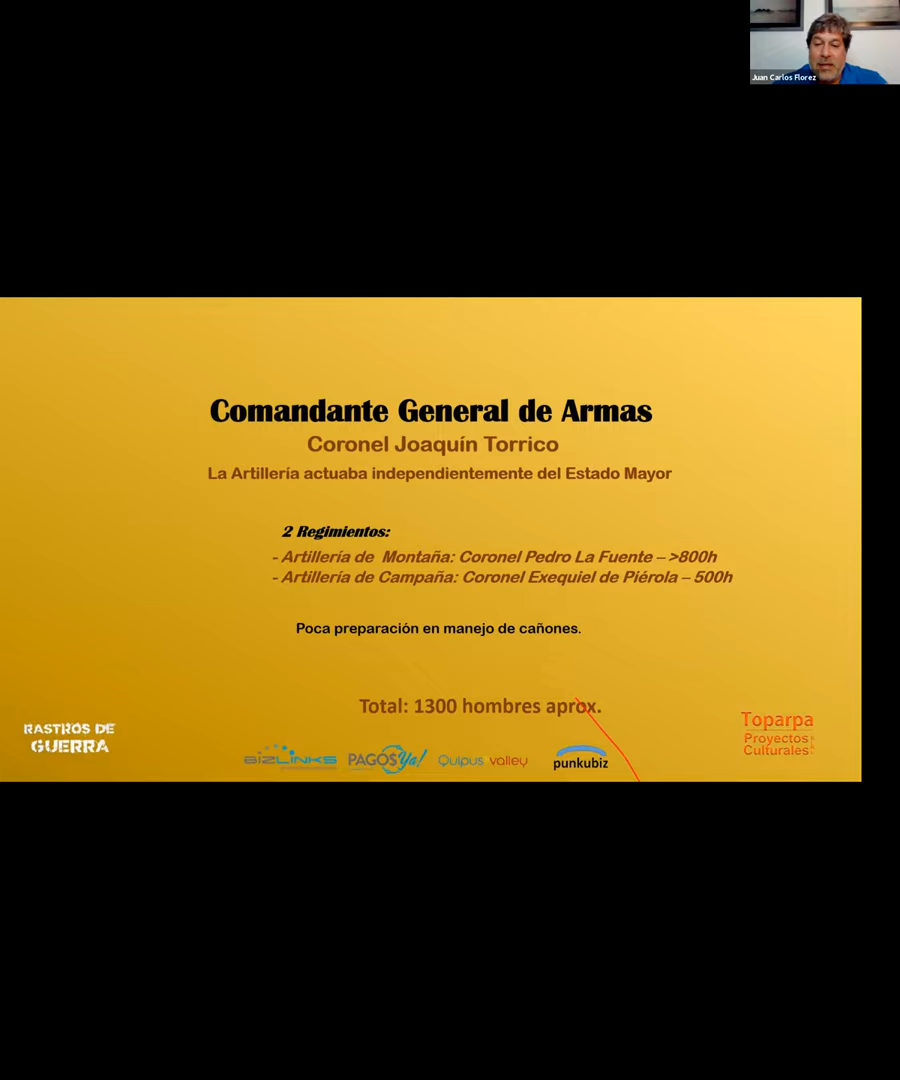 Juan Carlos Florez
Comandante General de Armas
Coronel Joaquín Torrico
La Artillería actuaba independientemente del Estado Mayor
2 Regimientos:
- Artillería de Montaña: Coronel Pedro La Fuente – >800h
- Artillería de Campaña: Coronel Exequiel de Piérola – 500h
Poca preparación en manejo de cañones.
Total: 1300 hombres aprox.
RASTROS DE
GUERRA
BIZLINKS
PAGOS Ya!
Quipus valley
punkubiz
Toparpa
Proyectos
Culturales